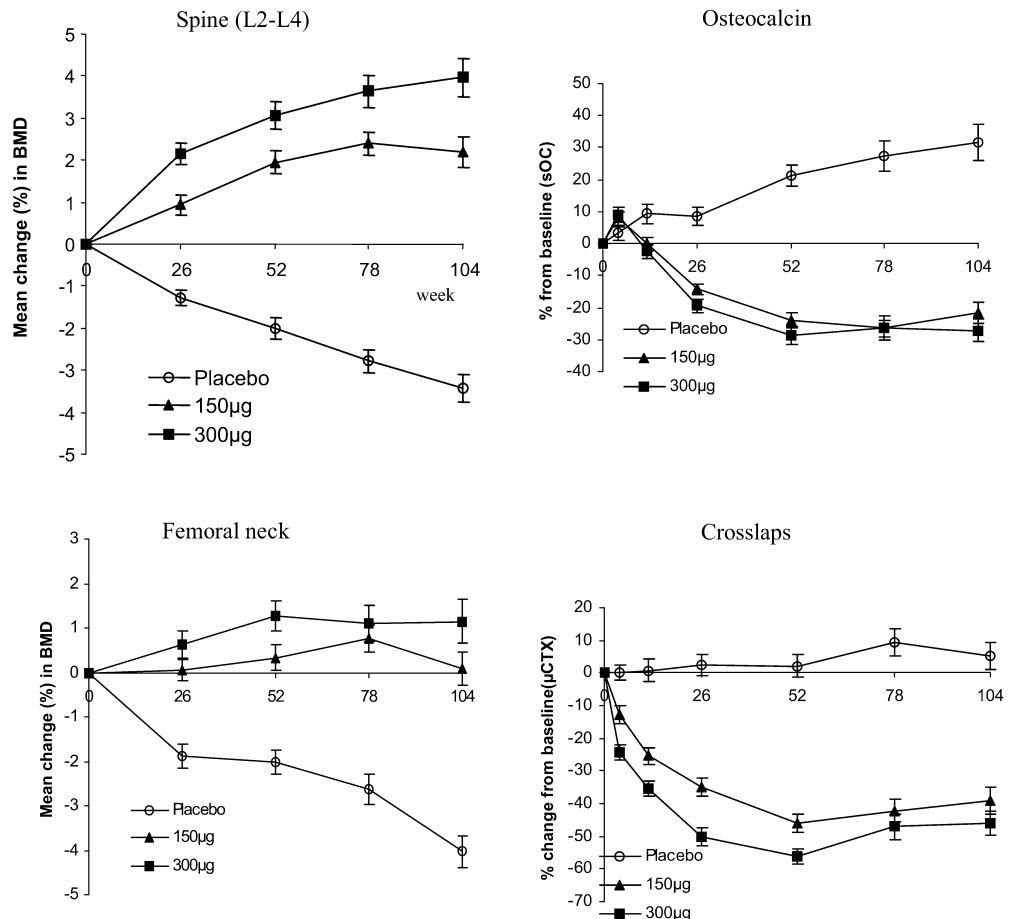 Spine (L2-L4)
Mean change (%) in BMD
5
4
3
2
1
0
-1
-2
-3
-4
-5
0 26 52 78 104
week
Placebo
150µg
300µg
Osteocalcin
% from baseline (sOC)
50
40
30
20
10
0
-10
-20
-30
-40
0 26 52 78 104
Placebo
150µg
300µg
Femoral neck
Mean change (%) in BMD
3
2
1
0
-1
-2
-3
-4
-5
0 26 52 78 104
Placebo
150µg
300µg
Crosslaps
% change from baseline(µCTX)
20
10
0
-10
-20
-30
-40
-50
-60
-70
0 26 52 78 104
Placebo
150µg
300µg